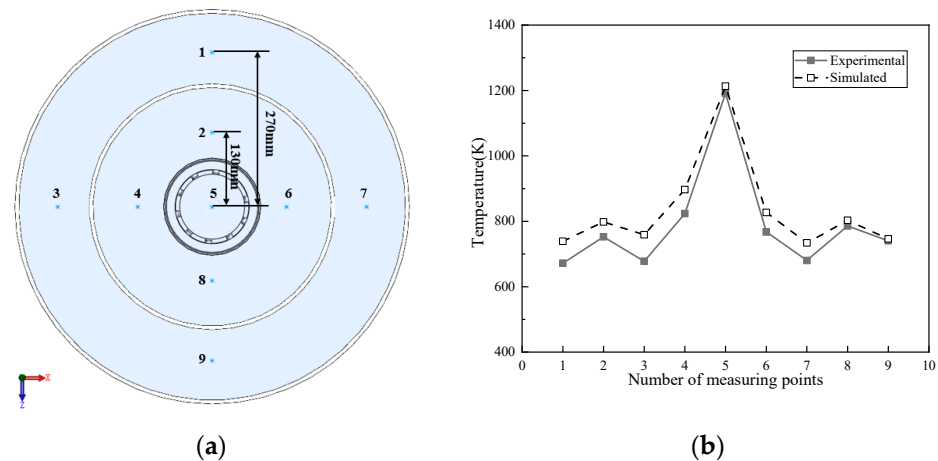 1
2
270mm
130mm
3 4 5 6 7
8
9
X
Z
(a)
1400
1200
1000
800
600
400
Temperature(K)
Experimental
Simulated
0 1 2 3 4 5 6 7 8 9 10
Number of measuring points
(b)